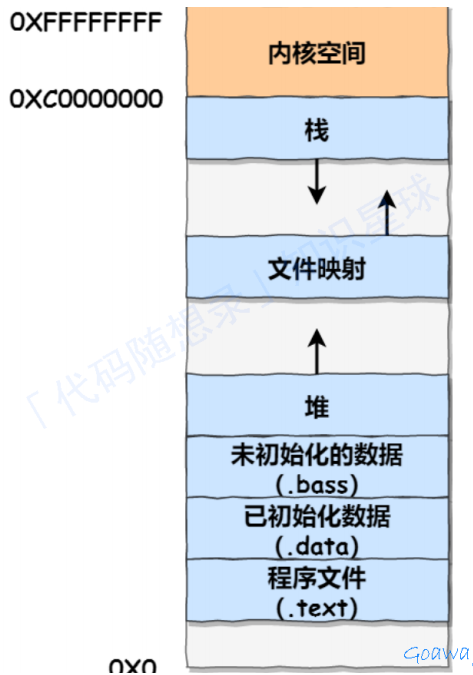 0XFFFFFFFF
内核空间
0XC0000000
栈
文件映射
「代码随想录」知识星球
堆
未初始化的数据
(.bass)
已初始化数据
(.data)
程序文件
(.text)
0X0